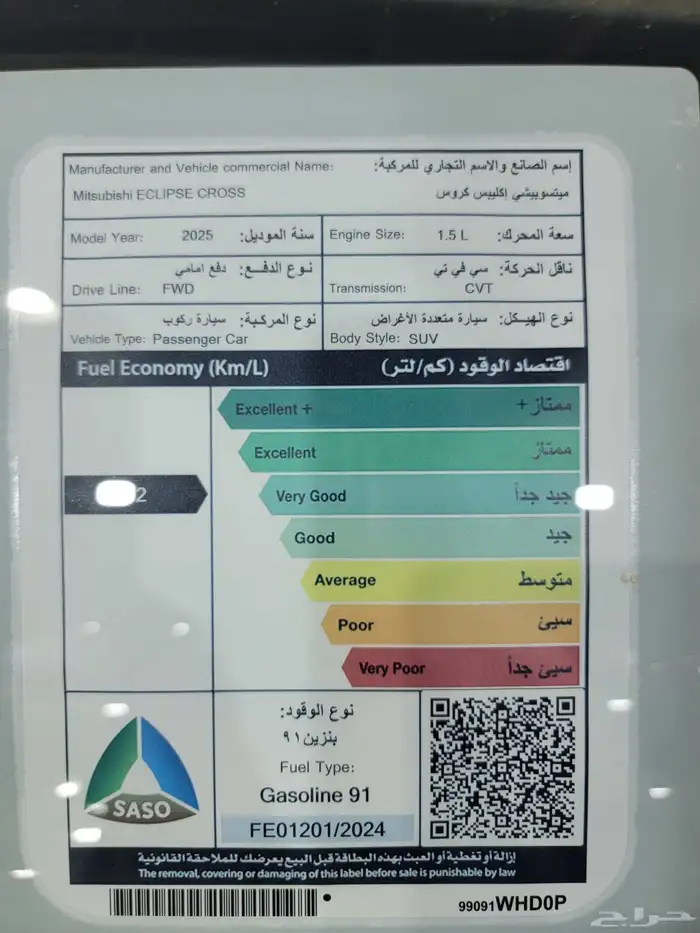 Manufacturer and Vehicle commercial Name: إسم الصانع والاسم التجاري للمركبة:
Mitsubishi ECLIPSE CROSS ميتسوبيشي إكليبس كروس
Model Year: 2025 سنة الموديل: Engine Size: 1.5 L سعة المحرك:
نوع الدفع: دفع امامي ناقل الحركة: سي في تي
Drive Line: FWD Transmission: CVT
نوع المركبة: سيارة ركوب نوع الهيكل: سيارة متعددة الأغراض
Vehicle Type: Passenger Car Body Style: SUV
Fuel Economy (Km/L) اقتصاد الوقود (كم/لتر)
Excellent + ممتاز +
Excellent ممتاز
2 Very Good جيد جداً
Good جيد
Average متوسط
Poor سيئ
Very Poor سيئ جداً
نوع الوقود:
بنزين ٩١
Fuel Type:
Gasoline 91
SASO
FE01201/2024
إزالة أو تغطية أو العبث بهذه البطاقة قبل البيع يعرضك للملاحقة القانونية
The removal, covering or damaging of this label before sale is punishable by law
99091WHD0P
حراج